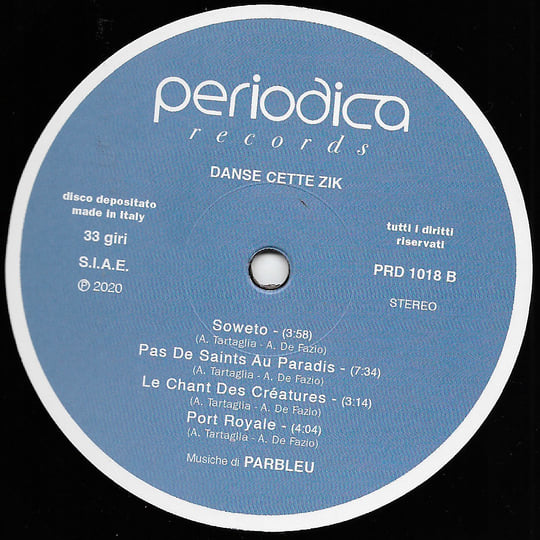 periodica
records
DANSE CETTE ZIK
disco depositato
made in Italy
33 giri
S.I.A.E.
℗ 2020
tutti i diritti
riservati
PRD 1018 B
STEREO
Soweto - (3:58)
(A. Tartaglia - A. De Fazio)
Pas De Saints Au Paradis - (7:34)
(A. Tartaglia - A. De Fazio)
Le Chant Des Créatures - (3:14)
(A. Tartaglia - A. De Fazio)
Port Royale - (4:04)
(A. Tartaglia - A. De Fazio)
Musiche di PARBLEU